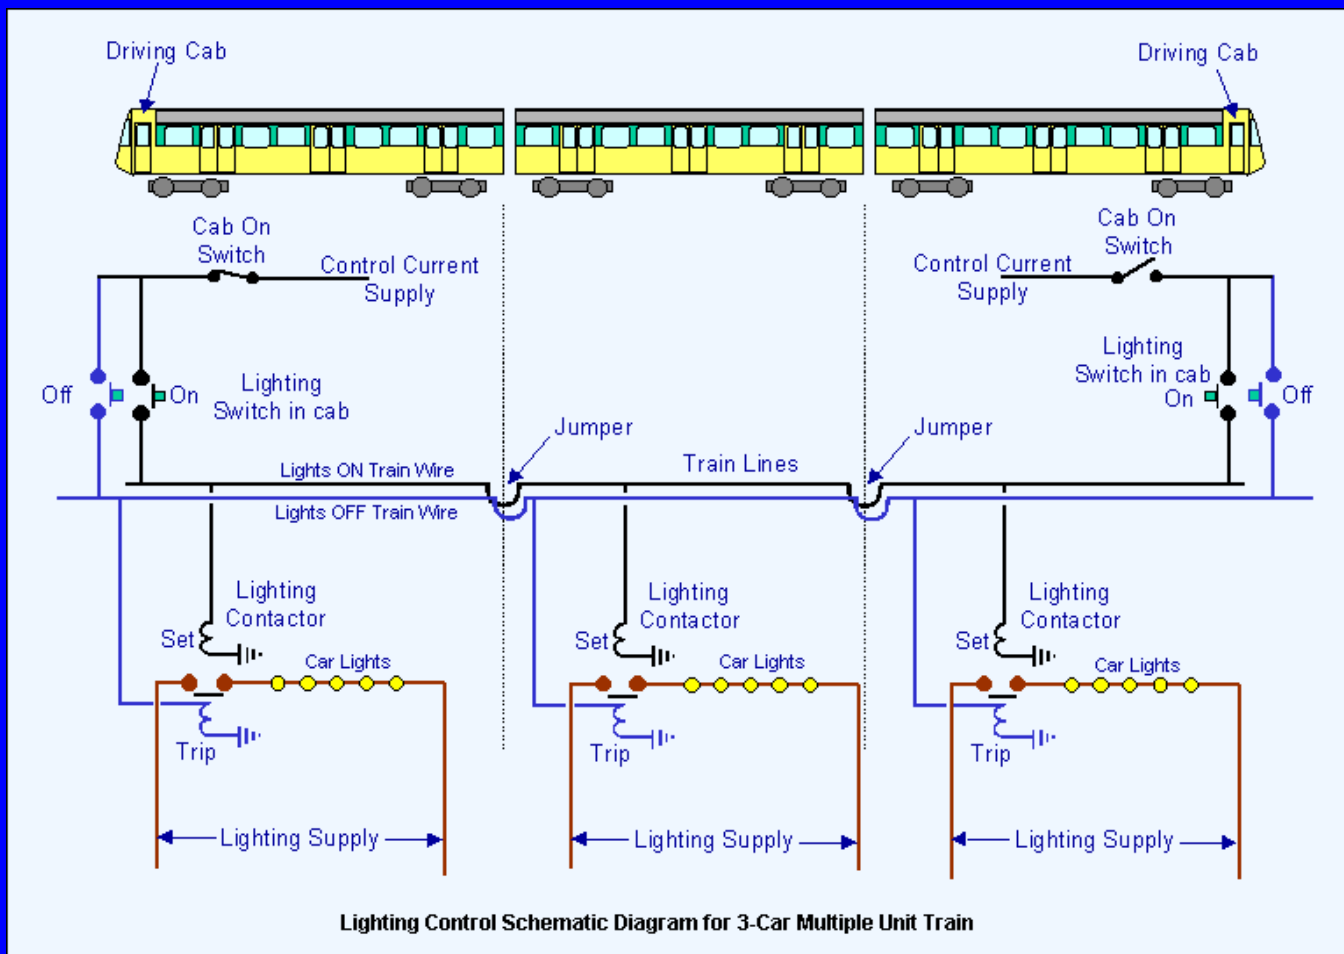 Driving Cab
Driving Cab
Cab On
Switch
Control Current
Supply
Cab On
Switch
Control Current
Supply
Off
On
Lighting
Switch in cab
Lighting
Switch in cab
On
Off
Jumper
Jumper
Lights ON Train Wire
Train Lines
Lights OFF Train Wire
Lighting
Contactor
Set
Car Lights
Trip
Lighting
Contactor
Set
Car Lights
Trip
Lighting
Contactor
Set
Car Lights
Trip
Lighting Supply
Lighting Supply
Lighting Supply
Lighting Control Schematic Diagram for 3-Car Multiple Unit Train